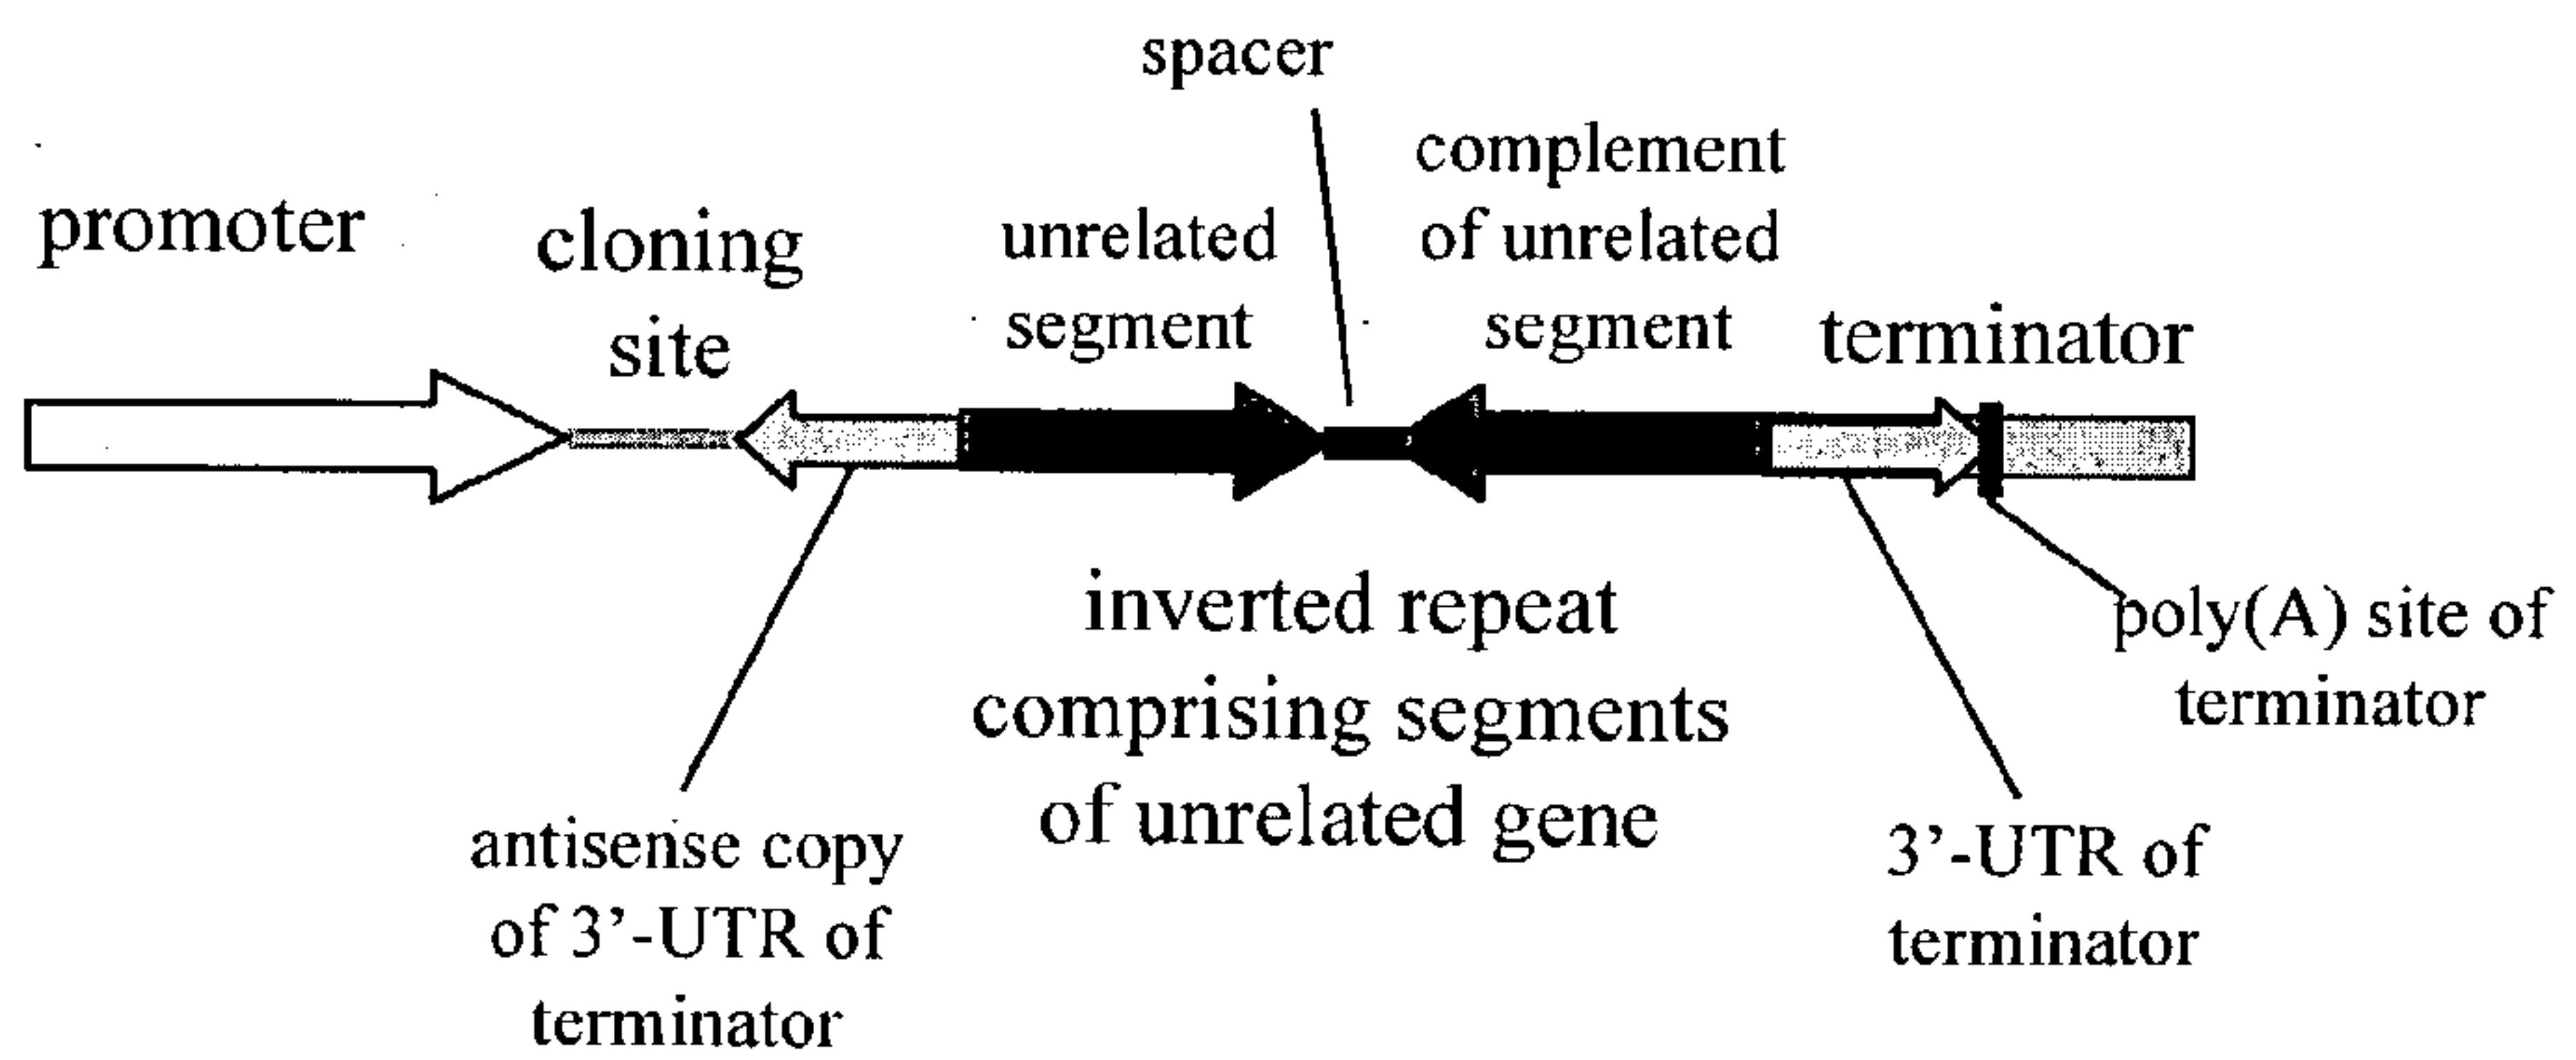 spacer
promoter
cloning
site
unrelated
segment
complement
of unrelated
segment
terminator
inverted repeat
comprising segments
of unrelated gene
poly(A) site of
terminator
antisense copy
of 3'-UTR of
terminator
3'-UTR of
terminator